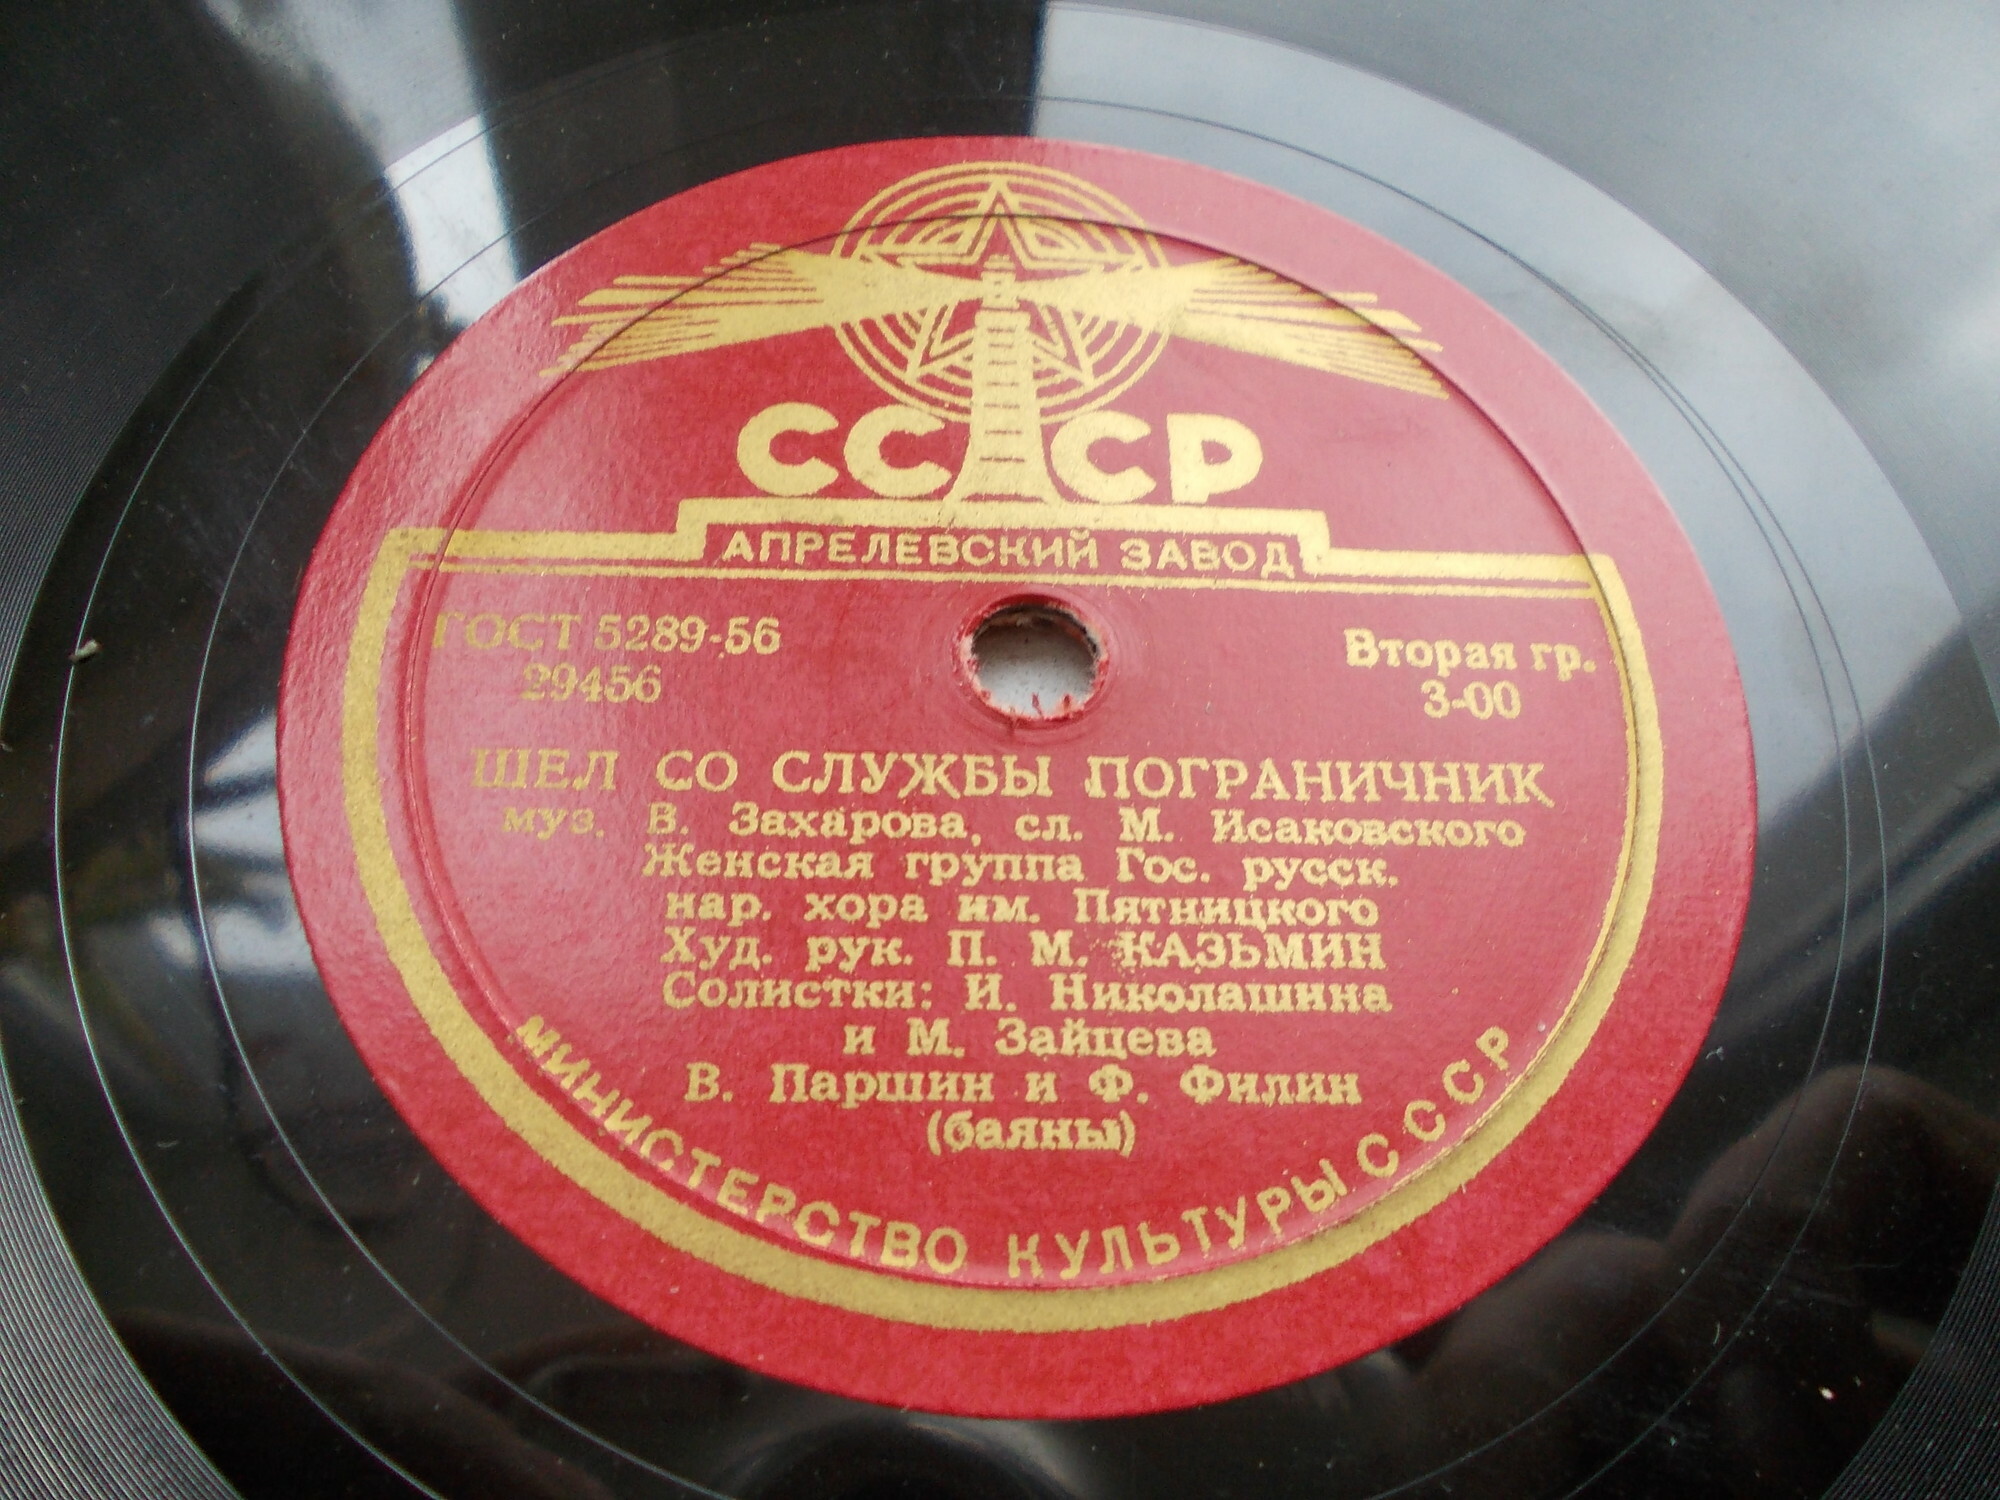 СССР
АПРЕЛЕВСКИЙ ЗАВОД
ГОСТ 5289-56
29456
Вторая гр.
3-00
ШЕЛ СО СЛУЖБЫ ПОГРАНИЧНИК
муз. В. Захарова, сл. М. Исаковского
Женская группа Гос. русск.
нар. хора им. Пятницкого
Худ. рук. П. М. КАЗЬМИН
Солистки: И. Николашина
и М. Зайцева
В. Паршин и Ф. Филин
(баяны)
МИНИСТЕРСТВО КУЛЬТУРЫ СССР